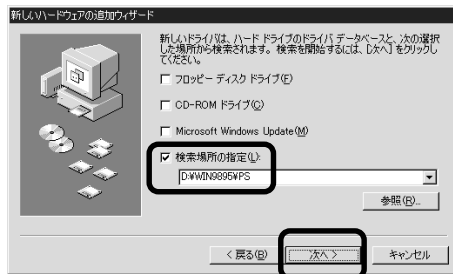 新しいハードウェアの追加ウィザード
新しいドライバは、ハード ドライブのドライバ データベースと、次の選択
した場所から検索されます。検索を開始するには、[次へ] をクリックし
てください。
フロッピー ディスク ドライブ(F)
CD-ROM ドライブ(C)
Microsoft Windows Update(M)
検索場所の指定(L):
D:¥WIN9895¥PS
参照(R)...
< 戻る(B)
次へ >
キャンセル